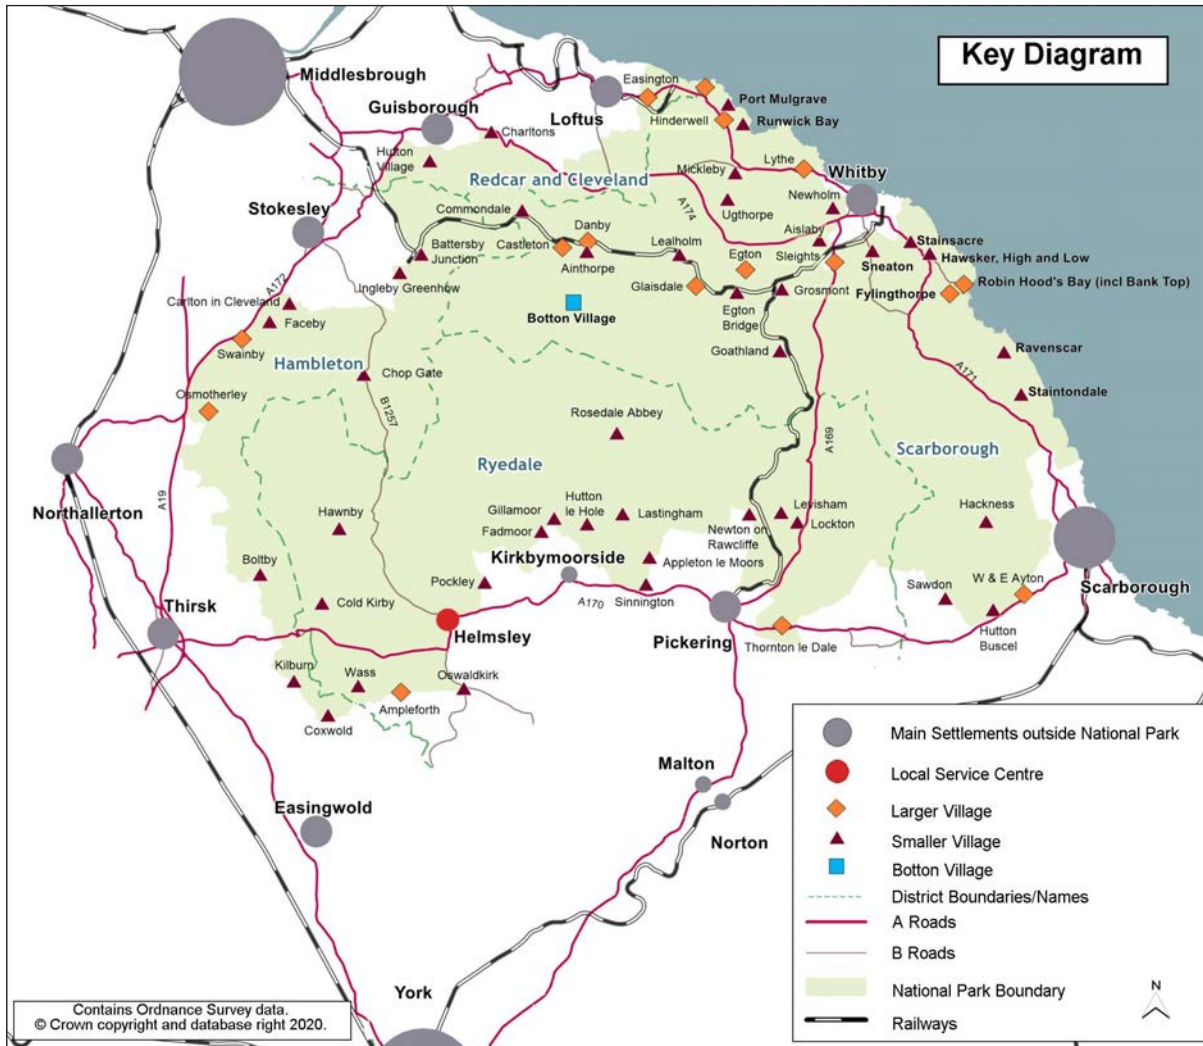 Key Diagram
Middlesbrough
Guisborough
Loftus
Easington
Hinderwell
Port Mulgrave
Runwick Bay
Charltons
Hutton
Village
Redcar and Cleveland
Mickleby
Lythe
Whitby
Newholm
Ugthorpe
A174
Aislaby
Stokesley
Commondale
Danby
Castleton
Ainthorpe
Lealholm
Egton
Sleights
Sneaton
Stainsacre
Hawsker, High and Low
Robin Hood's Bay (incl Bank Top)
Fylingthorpe
Battersby
Junction
Ingleby Greenhow
Glaisdale
Grosmont
Egton
Bridge
Botton Village
A172
Carlton in Cleveland
Faceby
Swainby
Hambleton
Chop Gate
Goathland
Ravenscar
A171
Staintondale
Osmotherley
B1257
Rosedale Abbey
A169
Ryedale
Scarborough
Northallerton
A19
Hawnby
Gillamoor
Fadmoor
Hutton
le Hole
Lastingham
Newton on
Rawcliffe
Levisham
Lockton
Hackness
Kirkbymoorside
Appleton le Moors
Boltby
Pockley
Sinnington
A170
Sawdon
W & E Ayton
Scarborough
Thirsk
Cold Kirby
Helmsley
Pickering
Thornton le Dale
Hutton
Buscel
Kilburn
Wass
Ampleforth
Oswaldkirk
Coxwold
Malton
Norton
Easingwold
York
Main Settlements outside National Park
Local Service Centre
Larger Village
Smaller Village
Botton Village
District Boundaries/Names
A Roads
B Roads
National Park Boundary
Railways
N
Contains Ordnance Survey data.
© Crown copyright and database right 2020.